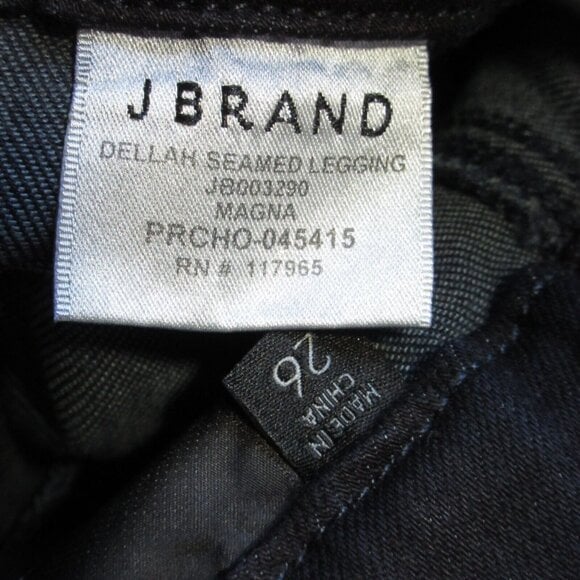 J BRAND
DELLAH SEAMED LEGGING
JB003290
MAGNA
PRCHO-045415
RN # 117965
26
MADE IN
CHINA